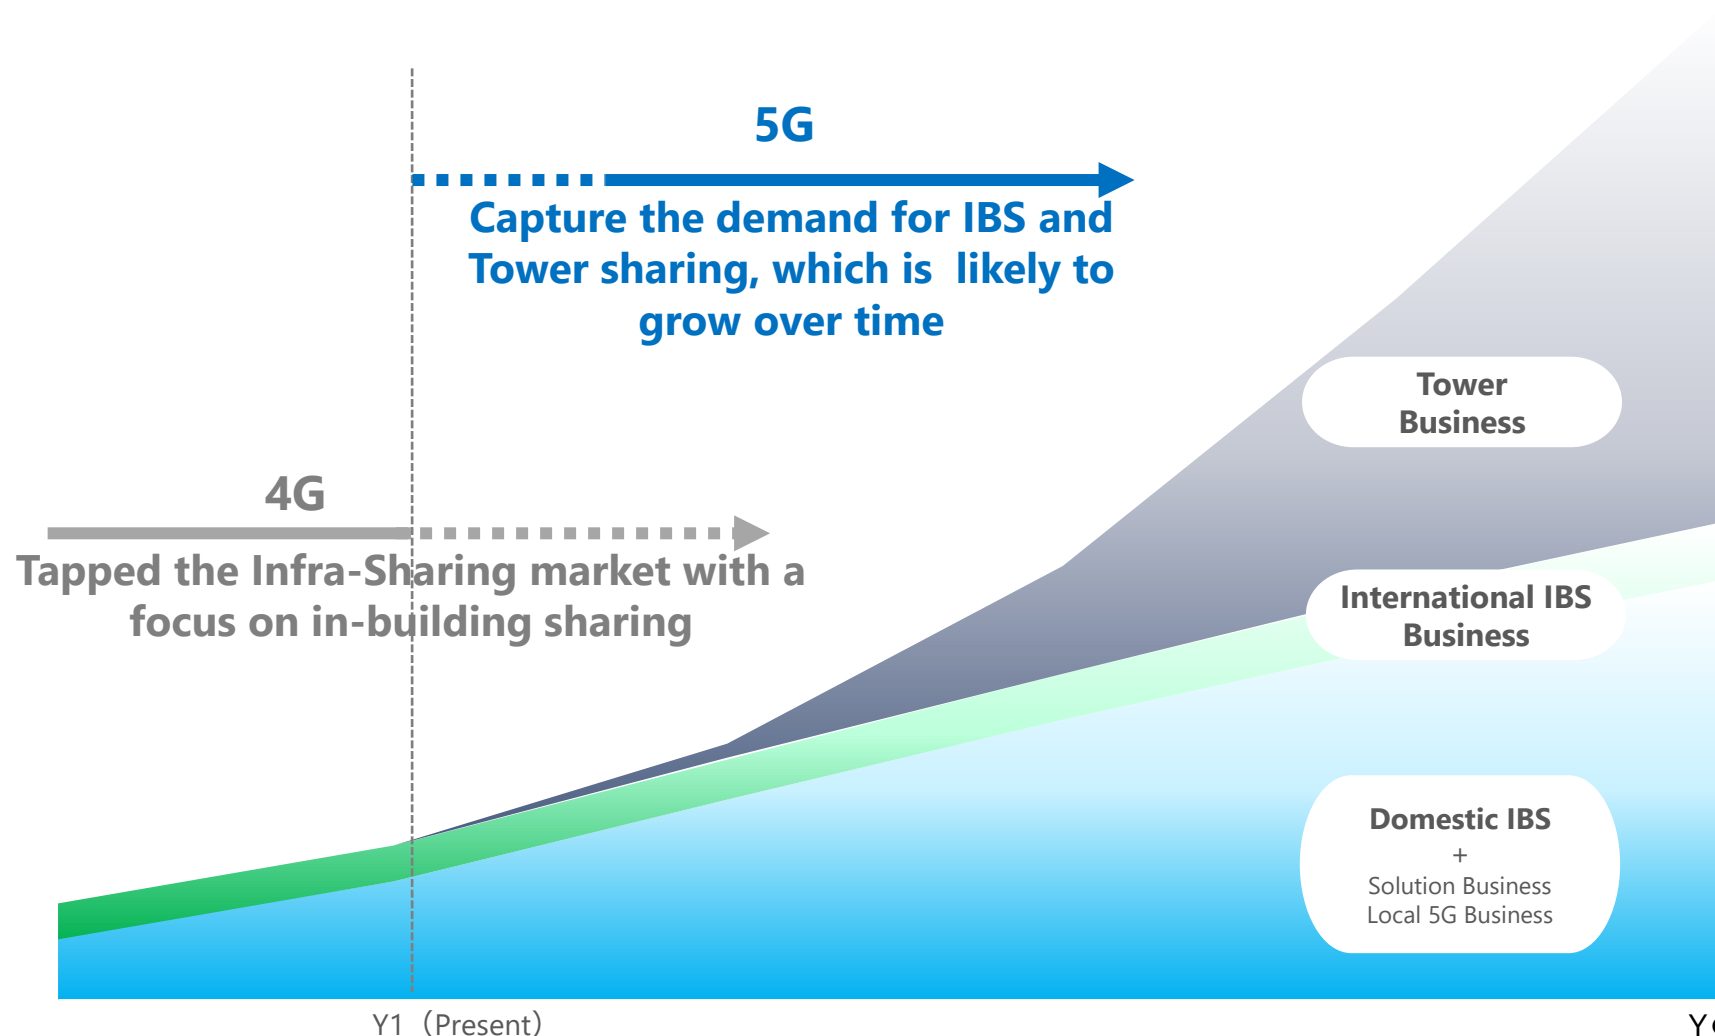 5G
Capture the demand for IBS and
Tower sharing, which is likely to
grow over time
4G
Tapped the Infra-Sharing market with a
focus on in-building sharing
Tower
Business
International IBS
Business
Domestic IBS
+
Solution Business
Local 5G Business
Y1（Present）